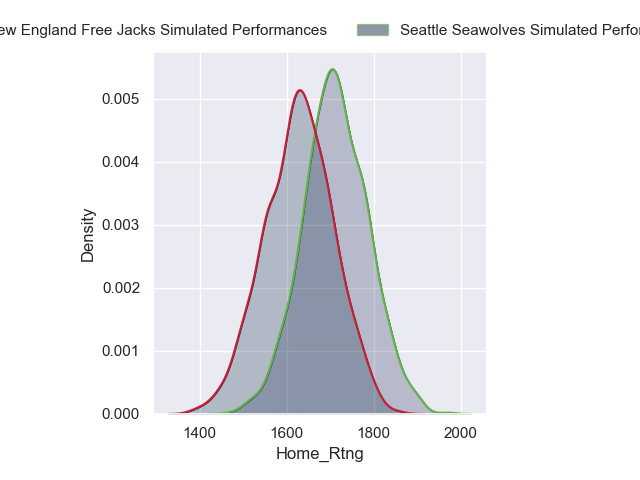 ew England Free Jacks Simulated Performances
Seattle Seawolves Simulated Perfo
0.005
0.004
0.003
0.002
0.001
0.000
Density
1400 1600 1800 2000
Home_Rtng